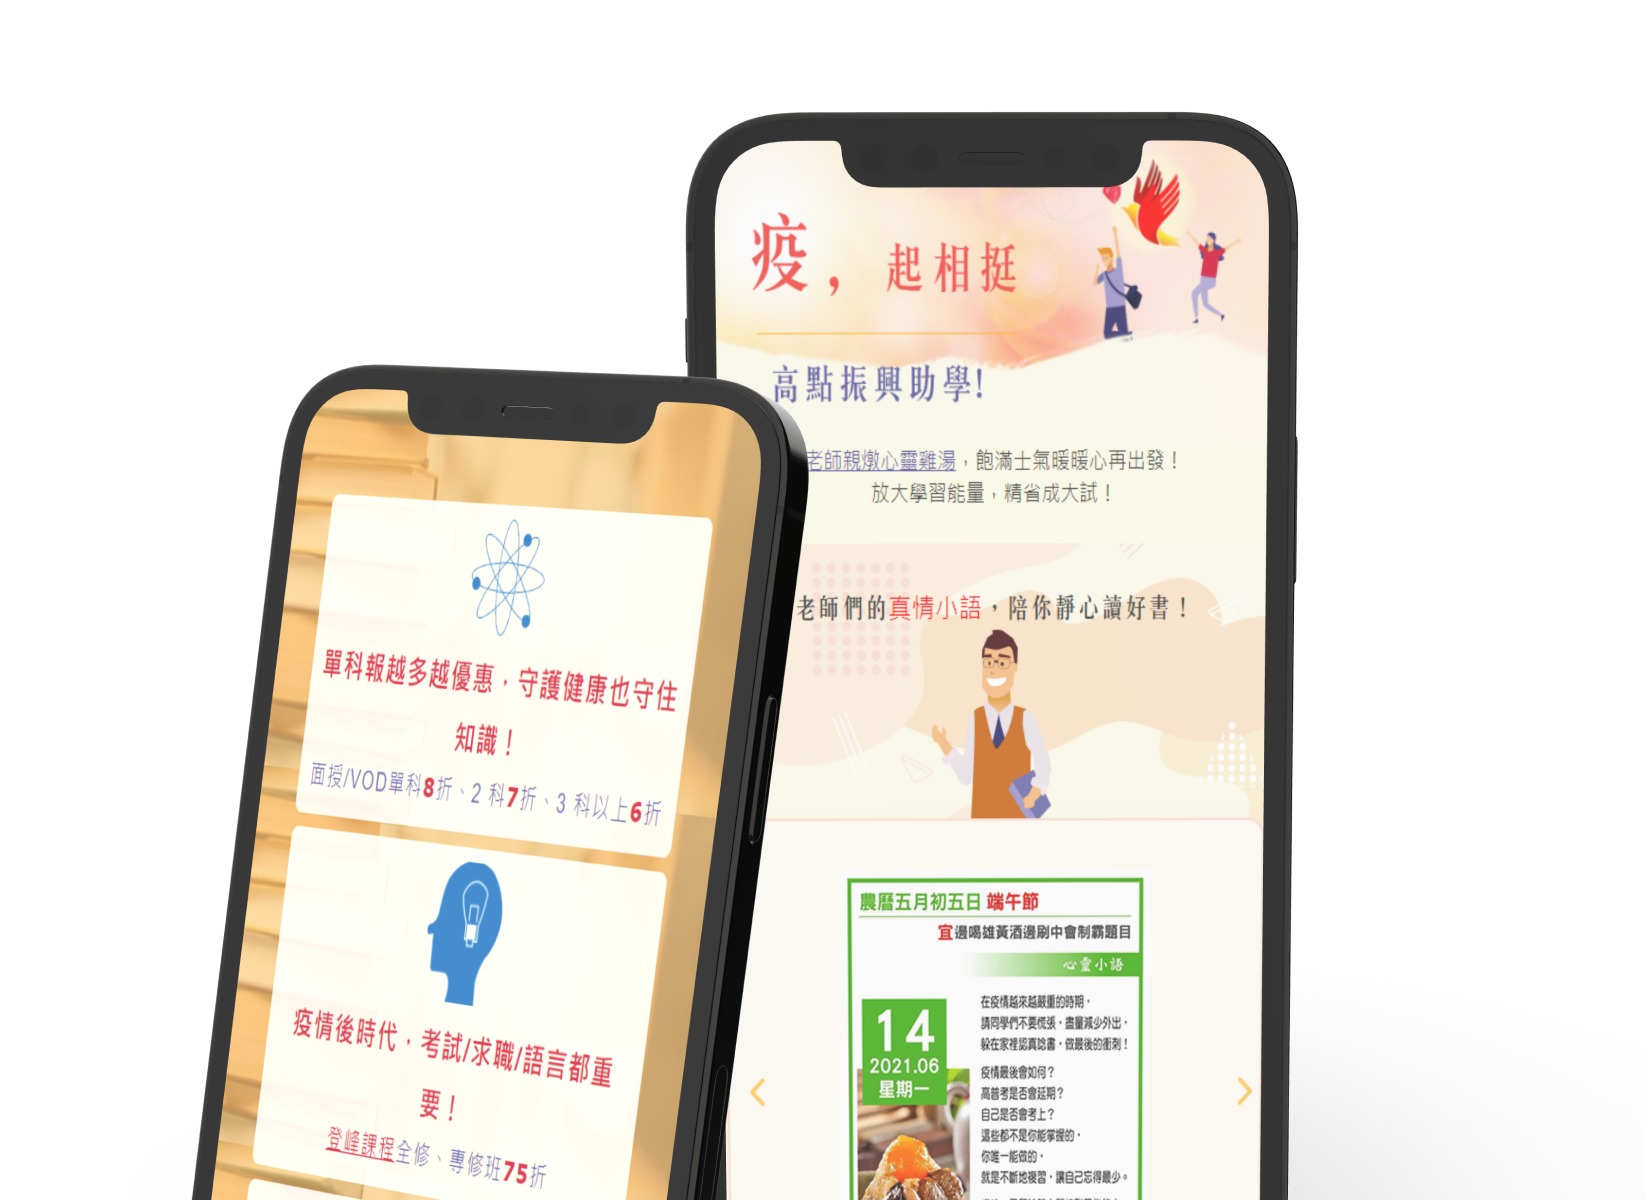 疫，起相挺
高點振興助學!
老師親燉心靈雞湯，飽滿士氣暖暖心再出發！
放大學習能量，精省成大試！
老師們的真情小語，陪你靜心讀好書！
農曆五月初五日 端午節
宜邊喝雄黃酒邊刷中會制霸題目
心靈小語
14
2021.06
星期一
在疫情越來越嚴重的時期，
請同學們不要慌張，盡量減少外出，
躲在家裡認真唸書，做最後的衝刺！
疫情最後會如何？
高普考是否會延期？
自己是否會考上？
這些都不是你能掌握的，
你唯一能做的，
就是不斷地複習，讓自己忘得最少。
單科報越多越優惠，守護健康也守住
知識！
面授/VOD單科8折、2 科7折、3 科以上6折
疫情後時代，考試/求職/語言都重
要！
登峰課程全修、專修班75折